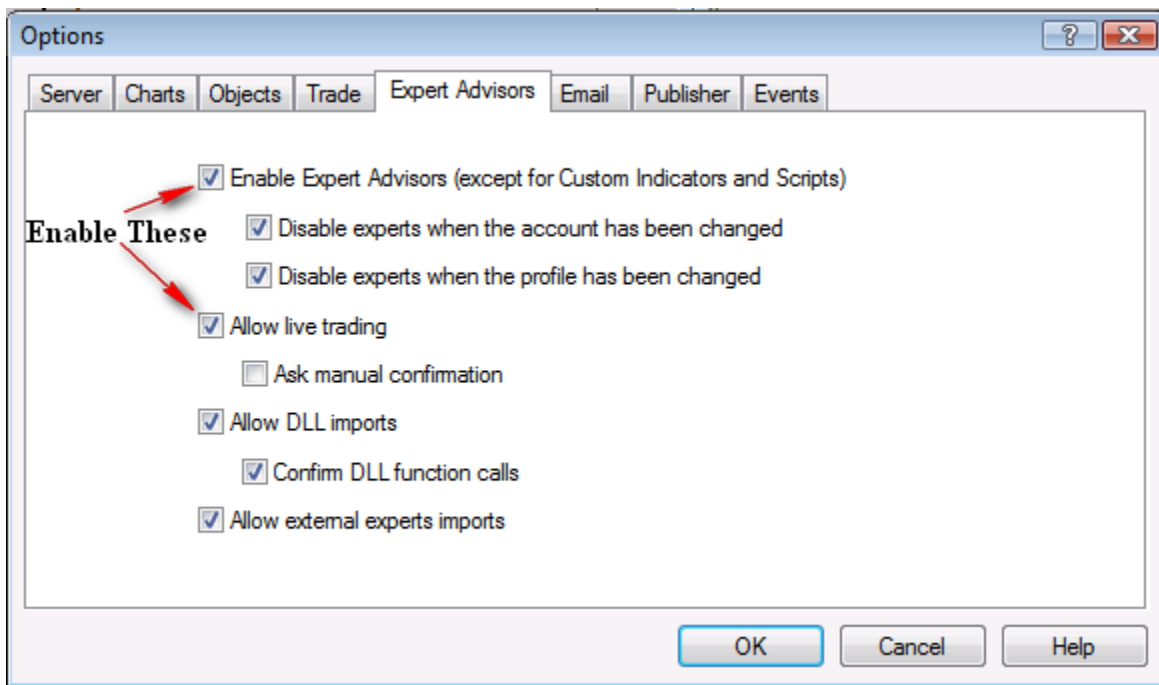 Options
Server Charts Objects Trade Expert Advisors Email Publisher Events
Enable Expert Advisors (except for Custom Indicators and Scripts)
Enable These
Disable experts when the account has been changed
Disable experts when the profile has been changed
Allow live trading
Ask manual confirmation
Allow DLL imports
Confirm DLL function calls
Allow external experts imports
OK Cancel Help